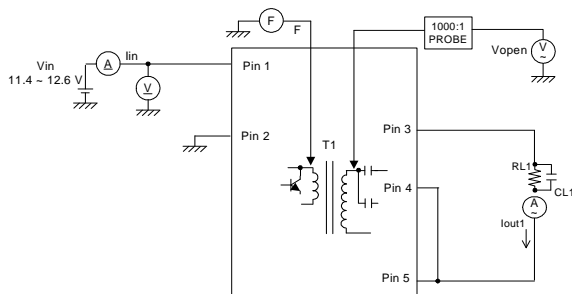 F
F
1000:1
PROBE
Vopen
V
~
Vin
11.4 ~ 12.6 V
A
Iin
V
Pin 1
Pin 2
T1
Pin 3
Pin 4
Pin 5
RL1
CL1
A
~
Iout1